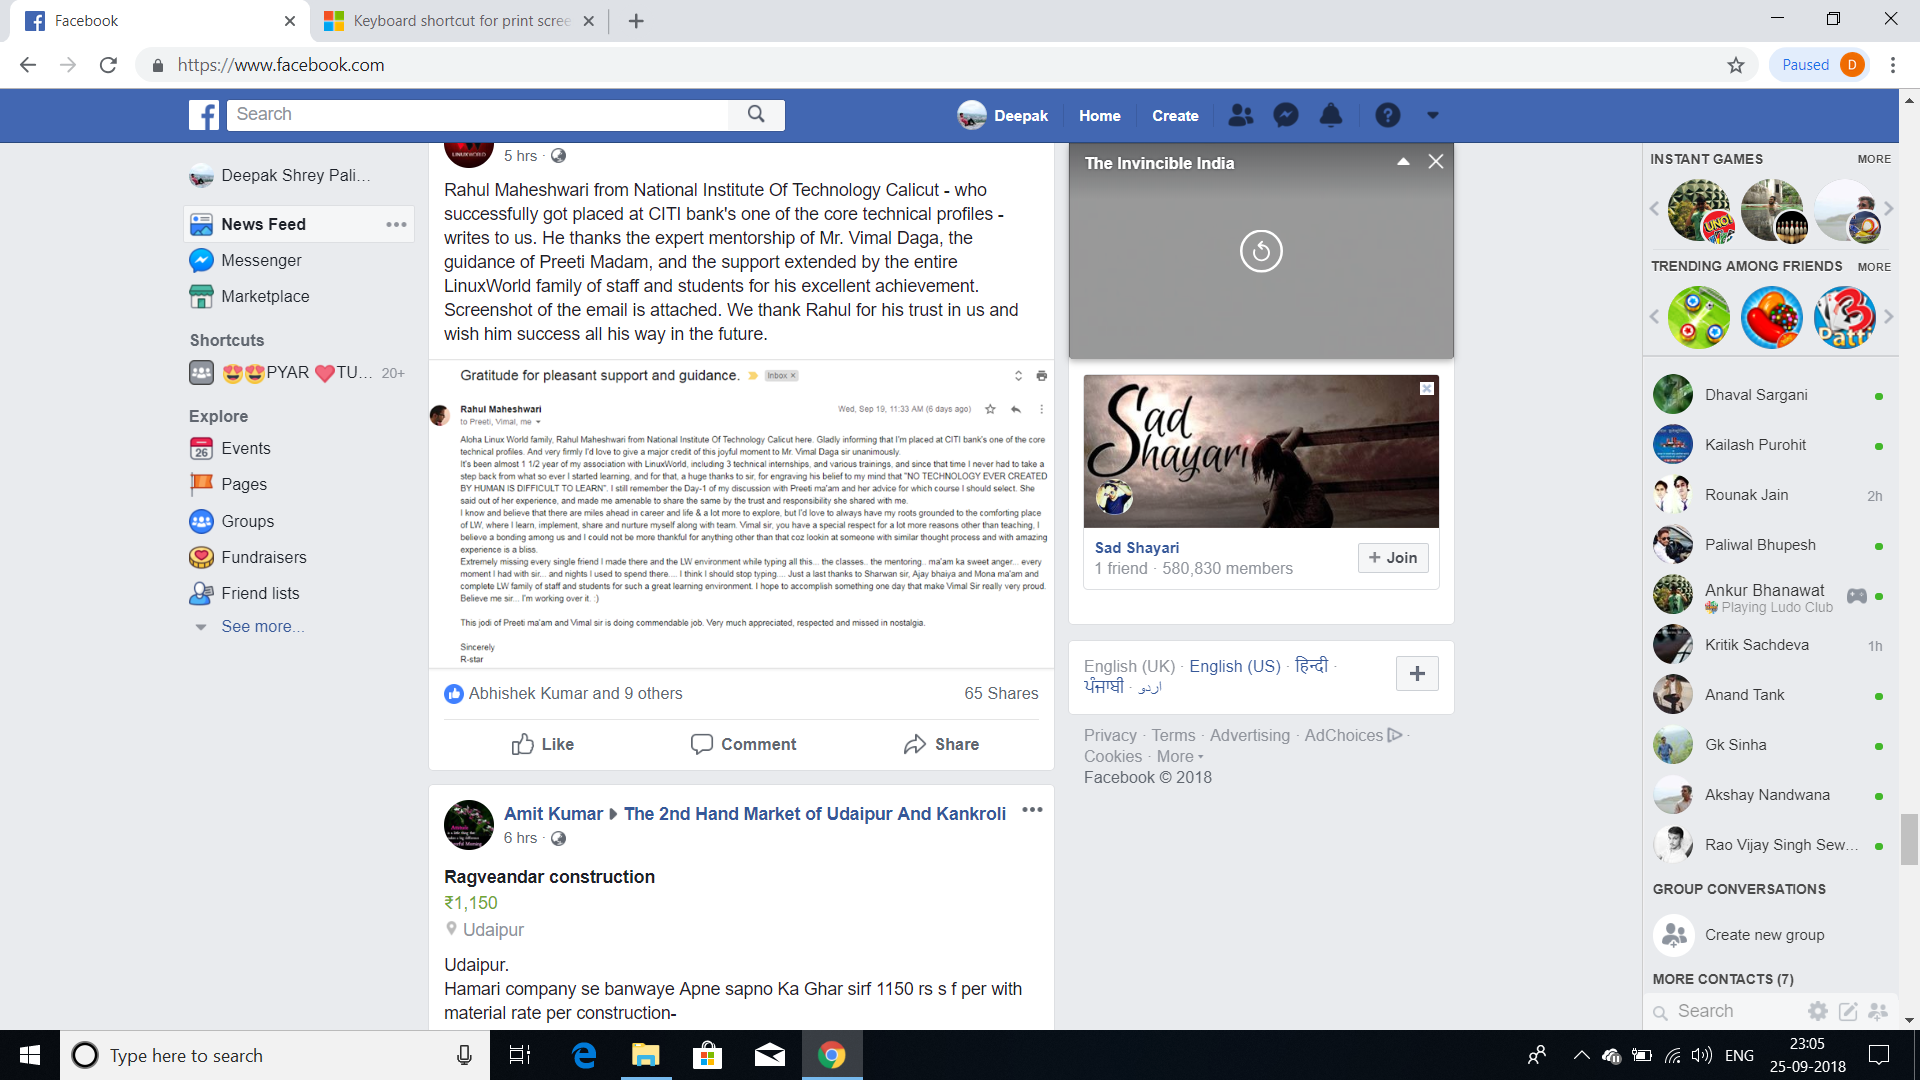 Facebook
Keyboard shortcut for print scree
https://www.facebook.com
Paused
D
Search
Deepak
Home
Create
Deepak Shrey Pali...
News Feed
Messenger
Marketplace
Shortcuts
😍😍PYAR ❤️TU... 20+
Explore
Events
Pages
Groups
Fundraisers
Friend lists
See more...
LINUXWORLD
5 hrs ·
Rahul Maheshwari from National Institute Of Technology Calicut - who
successfully got placed at CITI bank's one of the core technical profiles -
writes to us. He thanks the expert mentorship of Mr. Vimal Daga, the
guidance of Preeti Madam, and the support extended by the entire
LinuxWorld family of staff and students for his excellent achievement.
Screenshot of the email is attached. We thank Rahul for his trust in us and
wish him success all his way in the future.
Gratitude for pleasant support and guidance. Inbox x
Rahul Maheshwari
Wed, Sep 19, 11:33 AM (6 days ago)
to Preeti, Vimal, me
Aloha Linux World family, Rahul Maheshwari from National Institute Of Technology Calicut here. Gladly informing that I'm placed at CITI bank's one of the core
technical profiles. And very firmly I'd love to give a major credit of this joyful moment to Mr. Vimal Daga sir unanimously.
It's been almost 1 1/2 year of my association with LinuxWorld, including 3 technical internships, and various trainings, and since that time I never had to take a
step back from what so ever I started learning, and for that, a huge thanks to sir, for engraving his belief to my mind that "NO TECHNOLOGY EVER CREATED
BY HUMAN IS DIFFICULT TO LEARN". I still remember the Day-1 of my discussion with Preeti ma'am and her advice for which course I should select. She
said out of her experience, and made me amenable to share the same by the trust and responsibility she shared with me.
I know and believe that there are miles ahead in career and life & a lot more to explore, but I'd love to always have my roots grounded to the comforting place
of LW, where I learn, implement, share and nurture myself along with team. Vimal sir, you have a special respect for a lot more reasons other than teaching, I
believe a bonding among us and I could not be more thankful for anything other than that coz lookin at someone with similar thought process and with amazing
experience is a bliss.
Extremely missing every single friend I made there and the LW environment while typing all this... the classes.. the mentoring.. ma'am ka sweet anger... every
moment I had with sir... and nights I used to spend there.... I think I should stop typing.... Just a last thanks to Sharwan sir, Ajay bhaiya and Mona ma'am and
complete LW family of staff and students for such a great learning environment. I hope to accomplish something one day that make Vimal Sir really very proud.
Believe me sir... I'm working over it. :)
This jodi of Preeti ma'am and Vimal sir is doing commendable job. Very much appreciated, respected and missed in nostalgia.
Sincerely
R-star
Abhishek Kumar and 9 others
65 Shares
Like
Comment
Share
Amit Kumar ▸ The 2nd Hand Market of Udaipur And Kankroli
6 hrs ·
Ragveandar construction
₹1,150
Udaipur
Udaipur.
Hamari company se banwaye Apne sapno Ka Ghar sirf 1150 rs s f per with
material rate per construction-
The Invincible India
Sad
Shayari
Sad Shayari
1 friend · 580,830 members
+ Join
English (UK) · English (US) · हिन्दी ·
ਪੰਜਾਬੀ · اردو
Privacy · Terms · Advertising · AdChoices ·
Cookies · More
Facebook © 2018
INSTANT GAMES
MORE
UNO
TRENDING AMONG FRIENDS
MORE
3
Patti
Dhaval Sargani
Kailash Purohit
Rounak Jain
2h
Paliwal Bhupesh
Ankur Bhanawat
Playing Ludo Club
Kritik Sachdeva
1h
Anand Tank
Gk Sinha
Akshay Nandwana
Rao Vijay Singh Sew...
GROUP CONVERSATIONS
Create new group
MORE CONTACTS (7)
Search
Type here to search
ENG
23:05
25-09-2018